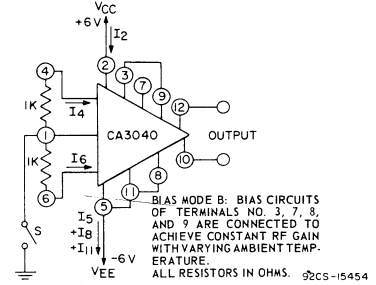 VCC
+6V
I2
4
2
3
7
9
12
1K
I4
1
CA3040
OUTPUT
1K
I6
10
8
6
11
5
S
I5
+I8
+I11
-6V
VEE
BIAS MODE B: BIAS CIRCUITS
OF TERMINALS NO. 3, 7, 8,
AND 9 ARE CONNECTED TO
ACHIEVE CONSTANT RF GAIN
WITH VARYING AMBIENT TEMP-
ERATURE.
ALL RESISTORS IN OHMS.
92CS-15454